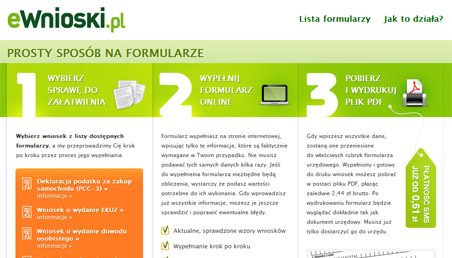 eWnioski.pl
Lista formularzy Jak to działa?
PROSTY SPOSÓB NA FORMULARZE
1 WYBIERZ
SPRAWĘ, DO
ZAŁATWIENIA
2 WYPEŁNIJ
FORMULARZ
ONLINE
3 POBIERZ
I WYDRUKUJ
PLIK PDF
Wybierz wniosek z listy dostępnych
formularzy, a my przeprowadzimy Cię krok
po kroku przez proces jego wypełniania.
Deklaracja podatku za zakup
samochodu (PCC-3) »
informacje »
Wniosek o wydanie EKUZ »
informacje »
Wniosek o wydanie dowodu
osobistego »
informacje »
Formularz wypełniasz na stronie internetowej,
wpisując tylko te informacje, które są faktycznie
wymagane w Twoim przypadku. Nie musisz
podawać tych samych danych kilka razy. Jeśli
do wypełnienia formularza niezbędne będą
obliczenia, wystarczy że podasz wartości
potrzebne do ich wykonania. Gdy wprowadzisz
już wszystkie informacje, możesz je jeszcze
sprawdzić i poprawić ewentualne błędy.
Aktualne, sprawdzone wzory wniosków
Wypełnianie krok po kroku
Gdy wpiszesz wszystkie dane,
zostaną one przeniesione
do właściwych rubryk formularza
urzędowego. Wypełniony i gotowy
do druku wniosek możesz pobrać
w postaci pliku PDF, płacąc
zaledwie 2,44 zł brutto. Po
wydrukowaniu formularz będzie
wyglądać dokładnie tak jak
dokument urzędowy. Musisz już
tylko dostarczyć go do urzędu.
PŁATNOŚĆ SMS
JUŻ OD 0,61 zł